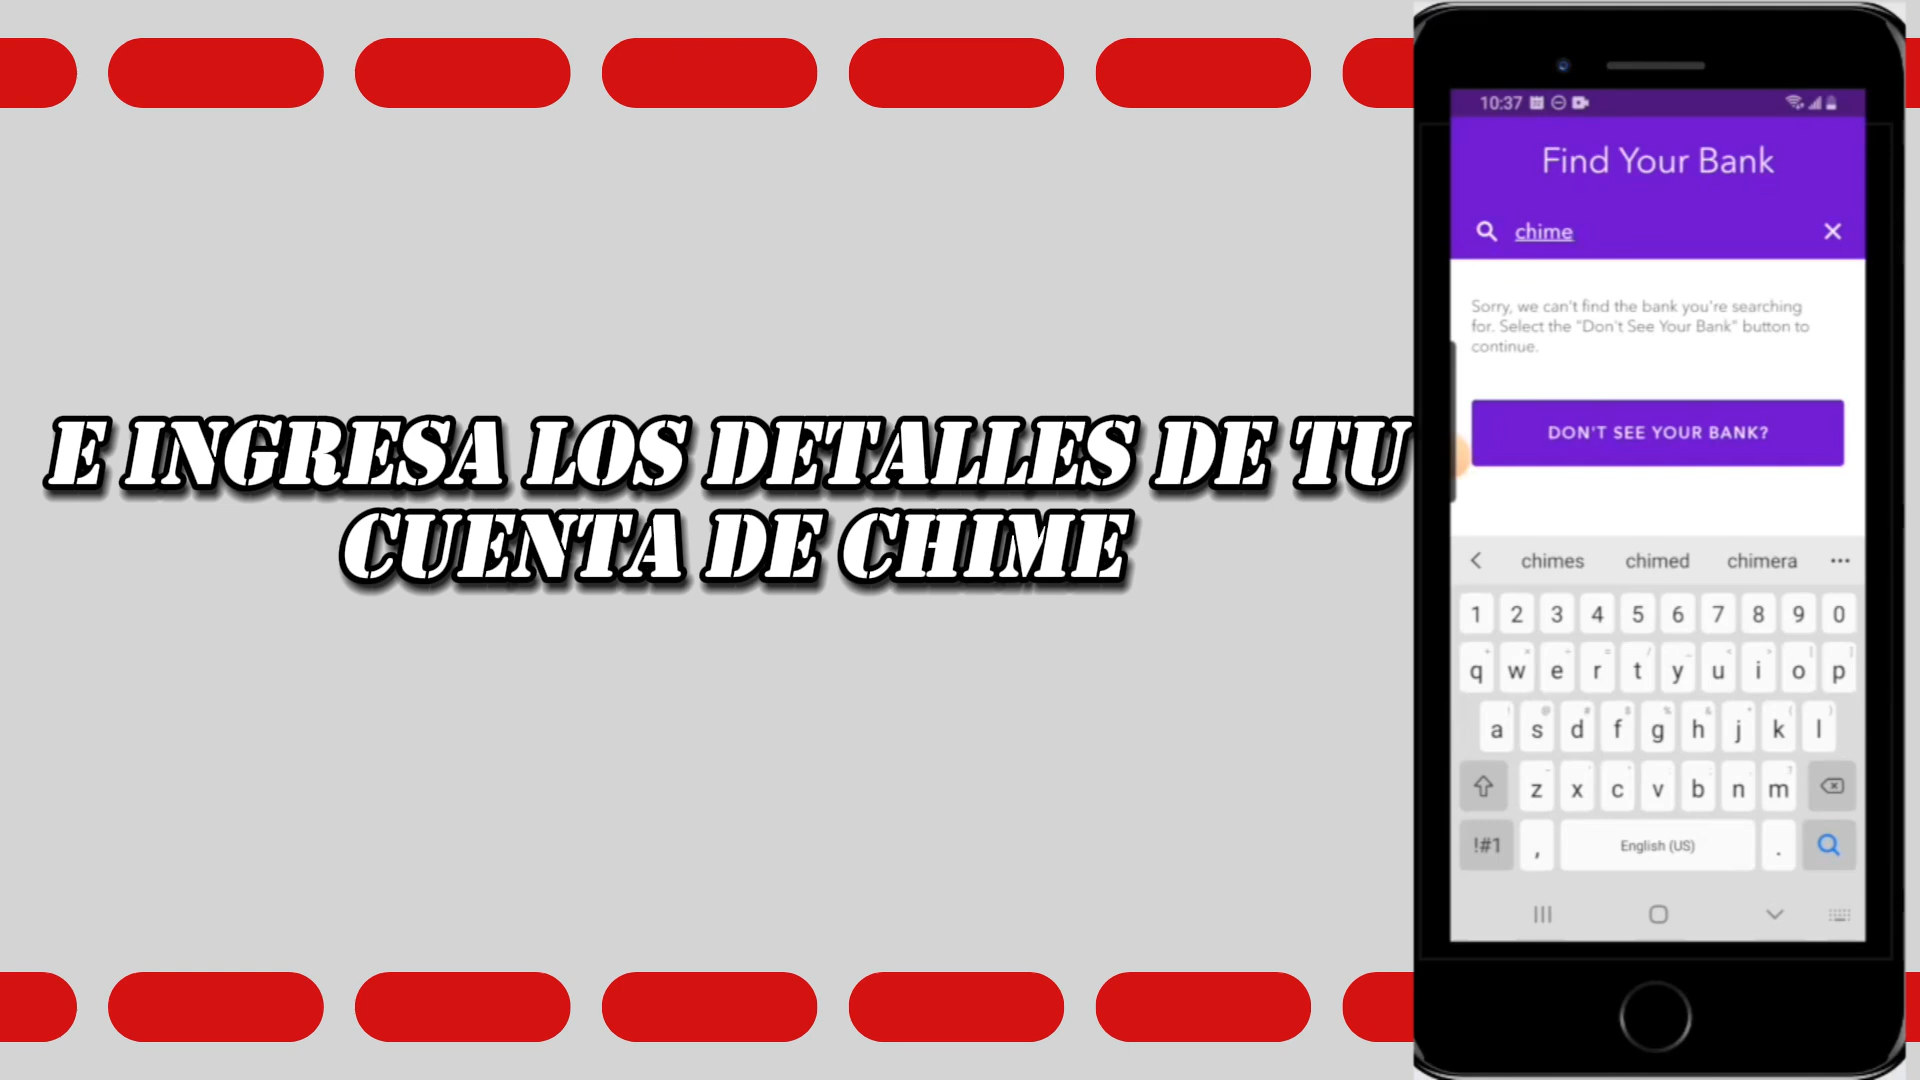 E INGRESA LOS DETALLES DE TU
CUENTA DE CHIME
10:37
Find Your Bank
chime
Sorry, we can't find the bank you're searching
for. Select the "Don't See Your Bank" button to
continue.
DON'T SEE YOUR BANK?
chimes chimed chimera ...
1 2 3 4 5 6 7 8 9 0
q w e r t y u i o p
a s d f g h j k l
z x c v b n m
!#1 , English (US) .